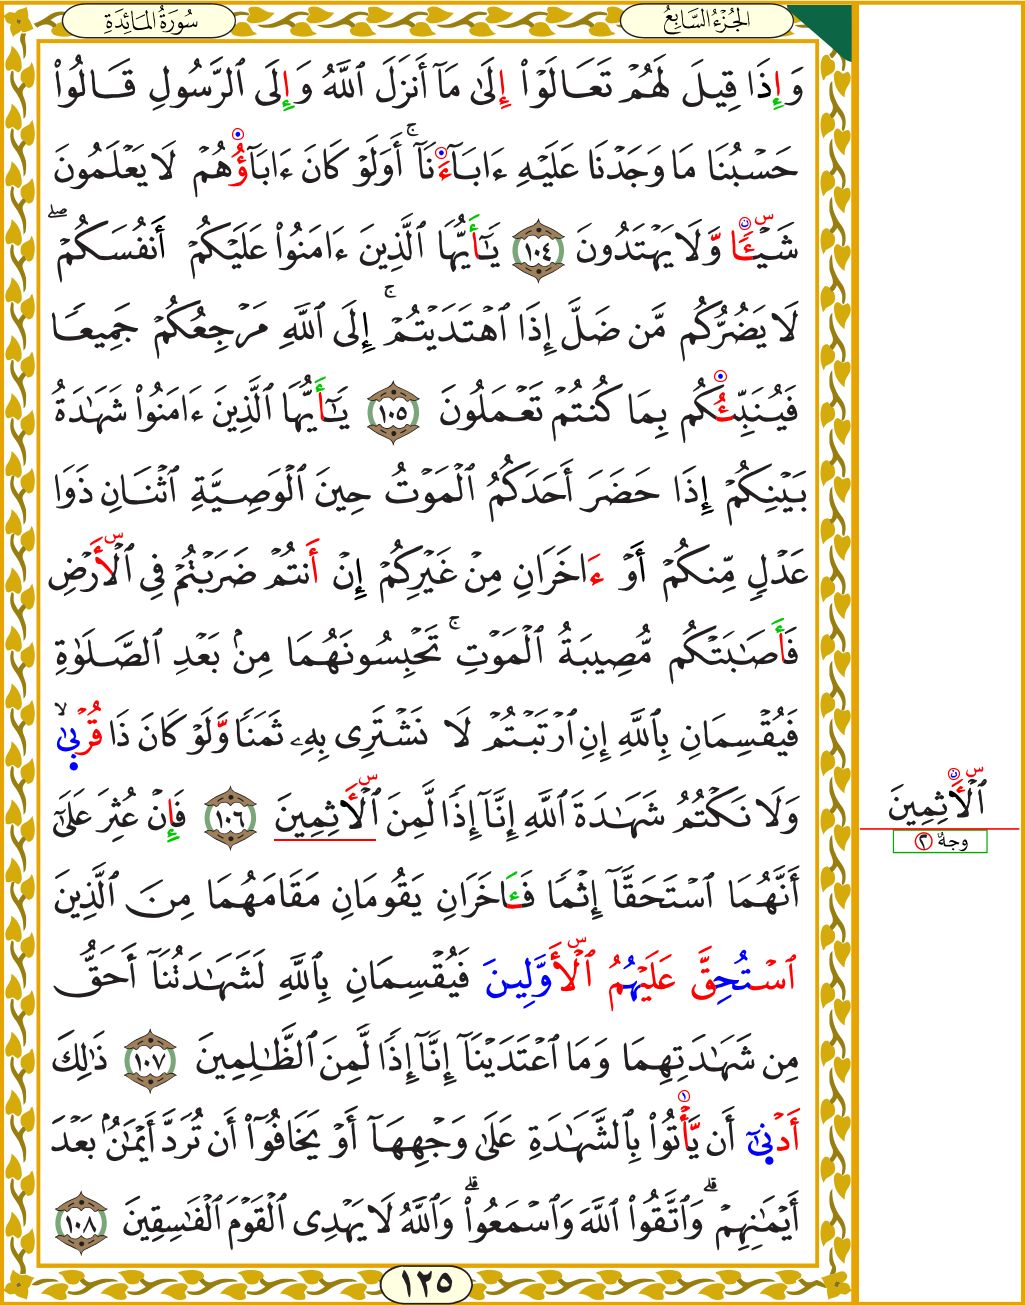 الجُزْءُ السَّابِعُ
سُورَةُ المَائِدَةِ
وَإِذَا قِيلَ لَهُمْ تَعَالَوْا۟ إِلَىٰ مَآ أَنزَلَ ٱللَّهُ وَإِلَى ٱلرَّسُولِ قَالُوا۟
حَسْبُنَا مَا وَجَدْنَا عَلَيْهِ ءَابَآءَنَآ ۚ أَوَلَوْ كَانَ ءَابَآؤُهُمْ لَا يَعْلَمُونَ
شَيْـًٔا وَلَا يَهْتَدُونَ ١٠٤ يَـٰٓأَيُّهَا ٱلَّذِينَ ءَامَنُوا۟ عَلَيْكُمْ أَنفُسَكُمْ ۖ
لَا يَضُرُّكُم مَّن ضَلَّ إِذَا ٱهْتَدَيْتُمْ ۚ إِلَى ٱللَّهِ مَرْجِعُكُمْ جَمِيعًا
فَيُنَبِّئُكُم بِمَا كُنتُمْ تَعْمَلُونَ ١٠٥ يَـٰٓأَيُّهَا ٱلَّذِينَ ءَامَنُوا۟ شَهَـٰدَةُ
بَيْنِكُمْ إِذَا حَضَرَ أَحَدَكُمُ ٱلْمَوْتُ حِينَ ٱلْوَصِيَّةِ ٱثْنَانِ ذَوَا
عَدْلٍ مِّنكُمْ أَوْ ءَاخَرَانِ مِنْ غَيْرِكُمْ إِنْ أَنتُمْ ضَرَبْتُمْ فِى ٱلْأَرْضِ
فَأَصَـٰبَتْكُم مُّصِيبَةُ ٱلْمَوْتِ ۚ تَحْبِسُونَهُمَا مِنۢ بَعْدِ ٱلصَّلَوٰةِ
فَيُقْسِمَانِ بِٱللَّهِ إِنِ ٱرْتَبْتُمْ لَا نَشْتَرِى بِهِۦ ثَمَنًا وَلَوْ كَانَ ذَا قُرْبَىٰ ۙ
وَلَا نَكْتُمُ شَهَـٰدَةَ ٱللَّهِ إِنَّآ إِذًا لَّمِنَ ٱلْـَٔاثِمِينَ ١٠٦ فَإِنْ عُثِرَ عَلَىٰٓ
أَنَّهُمَا ٱسْتَحَقَّآ إِثْمًا فَـَٔاخَرَانِ يَقُومَانِ مَقَامَهُمَا مِنَ ٱلَّذِينَ
ٱسْتُحِقَّ عَلَيْهُمُ ٱلْأَوَّلِينَ فَيُقْسِمَانِ بِٱللَّهِ لَشَهَـٰدَتُنَآ أَحَقُّ
مِن شَهَـٰدَتِهِمَا وَمَا ٱعْتَدَيْنَآ إِنَّآ إِذًا لَّمِنَ ٱلظَّـٰلِمِينَ ١٠٧ ذَٰلِكَ
أَدْنَىٰٓ أَن يَأْتُوا۟ بِٱلشَّهَـٰدَةِ عَلَىٰ وَجْهِهَآ أَوْ يَخَافُوٓا۟ أَن تُرَدَّ أَيْمَـٰنٌۢ بَعْدَ
أَيْمَـٰنِهِمْ ۗ وَٱتَّقُوا۟ ٱللَّهَ وَٱسْمَعُوا۟ ۗ وَٱللَّهُ لَا يَهْدِى ٱلْقَوْمَ ٱلْفَـٰسِقِينَ ١٠٨
١٢٥
ٱلْـَٔاثِمِينَ
وجهٌ ٢